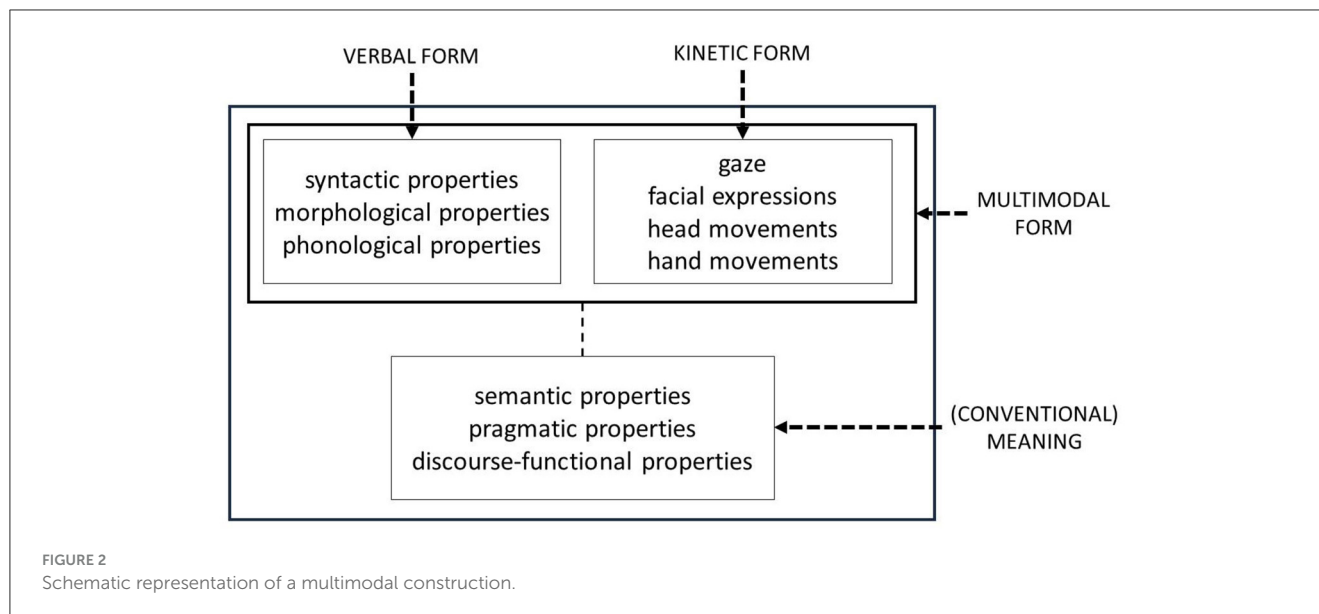 VERBAL FORM
KINETIC FORM
syntactic properties
morphological properties
phonological properties
gaze
facial expressions
head movements
hand movements
MULTIMODAL
FORM
semantic properties
pragmatic properties
discourse-functional properties
(CONVENTIONAL)
MEANING
FIGURE 2
Schematic representation of a multimodal construction.